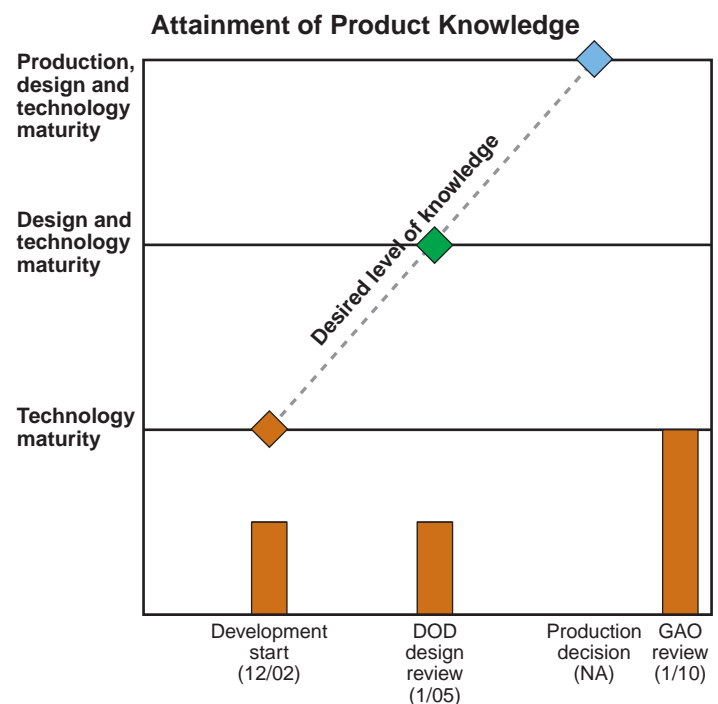 Attainment of Product Knowledge
Production,
design and
technology
maturity
Design and
technology
maturity
Technology
maturity
Desired level of knowledge
Development
start
(12/02)
DOD
design
review
(1/05)
Production
decision
(NA)
GAO
review
(1/10)